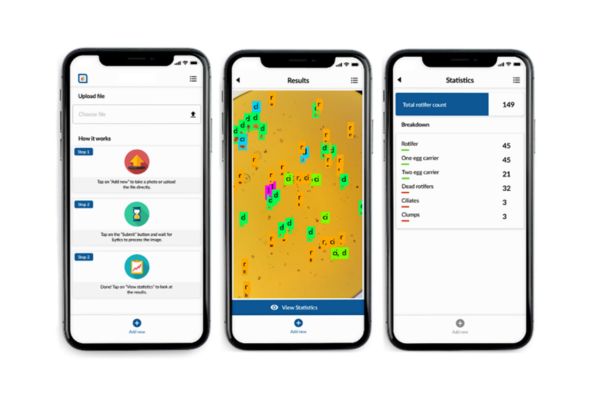 Upload file
Choose file
How it works
Step 1
Tap on "Add new" to take a photo or upload
the file directly.
Step 2
Tap on the "Submit" button and wait for
Lytics to process the image.
Step 3
Done! Tap on "View statistics" to look at
the results.
Add new
Results
View Statistics
Add new
Statistics
Total rotifer count 149
Breakdown
Rotifer 45
One egg carrier 45
Two egg carrier 21
Dead rotifers 32
Ciliates 3
Clumps 3
Add new